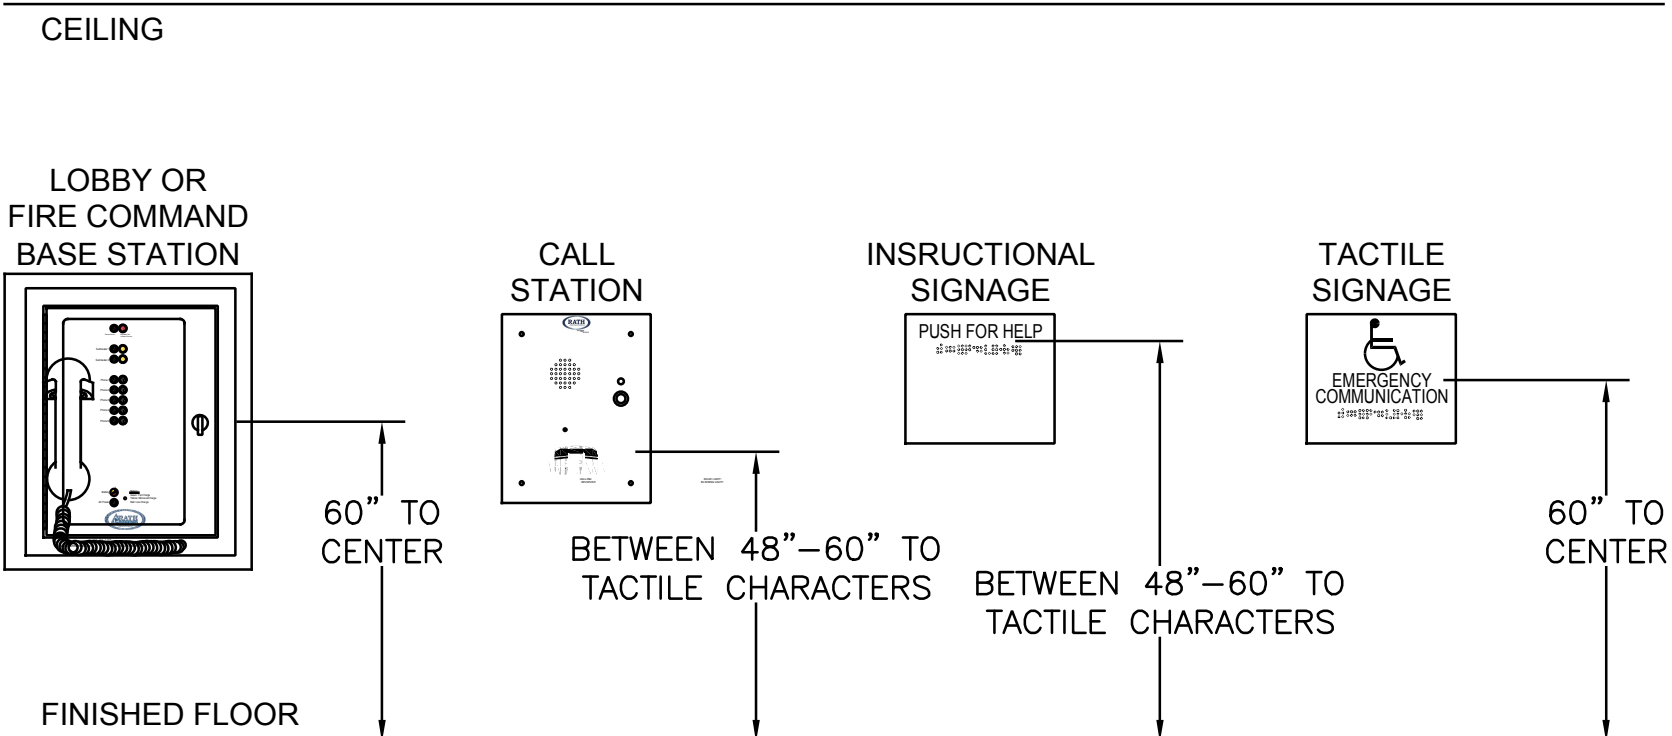 CEILING
LOBBY OR
FIRE COMMAND
BASE STATION
CALL
STATION
INSRUCTIONAL
SIGNAGE
TACTILE
SIGNAGE
RATH
PUSH FOR HELP
EMERGENCY
COMMUNICATION
RATH
60” TO
CENTER
BETWEEN 48”–60” TO
TACTILE CHARACTERS
BETWEEN 48”–60” TO
TACTILE CHARACTERS
60” TO
CENTER
FINISHED FLOOR